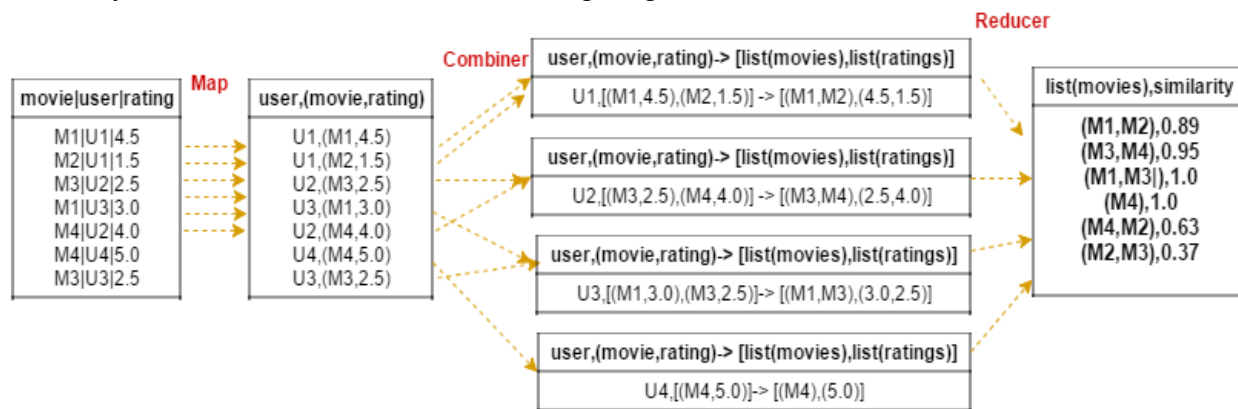 Reducer
Combiner
Map
movie|user|rating
M1|U1|4.5
M2|U1|1.5
M3|U2|2.5
M1|U3|3.0
M4|U2|4.0
M4|U4|5.0
M3|U3|2.5
user,(movie,rating)
U1,(M1,4.5)
U1,(M2,1.5)
U2,(M3,2.5)
U3,(M1,3.0)
U2,(M4,4.0)
U4,(M4,5.0)
U3,(M3,2.5)
user,(movie,rating)-> [list(movies),list(ratings)]
U1,[(M1,4.5),(M2,1.5)] -> [(M1,M2),(4.5,1.5)]
user,(movie,rating)-> [list(movies),list(ratings)]
U2,[(M3,2.5),(M4,4.0)] -> [(M3,M4),(2.5,4.0)]
user,(movie,rating)-> [list(movies),list(ratings)]
U3,[(M1,3.0),(M3,2.5)]-> [(M1,M3),(3.0,2.5)]
user,(movie,rating)-> [list(movies),list(ratings)]
U4,[(M4,5.0)]-> [(M4),(5.0)]
list(movies),similarity
(M1,M2),0.89
(M3,M4),0.95
(M1,M3|),1.0
(M4),1.0
(M4,M2),0.63
(M2,M3),0.37